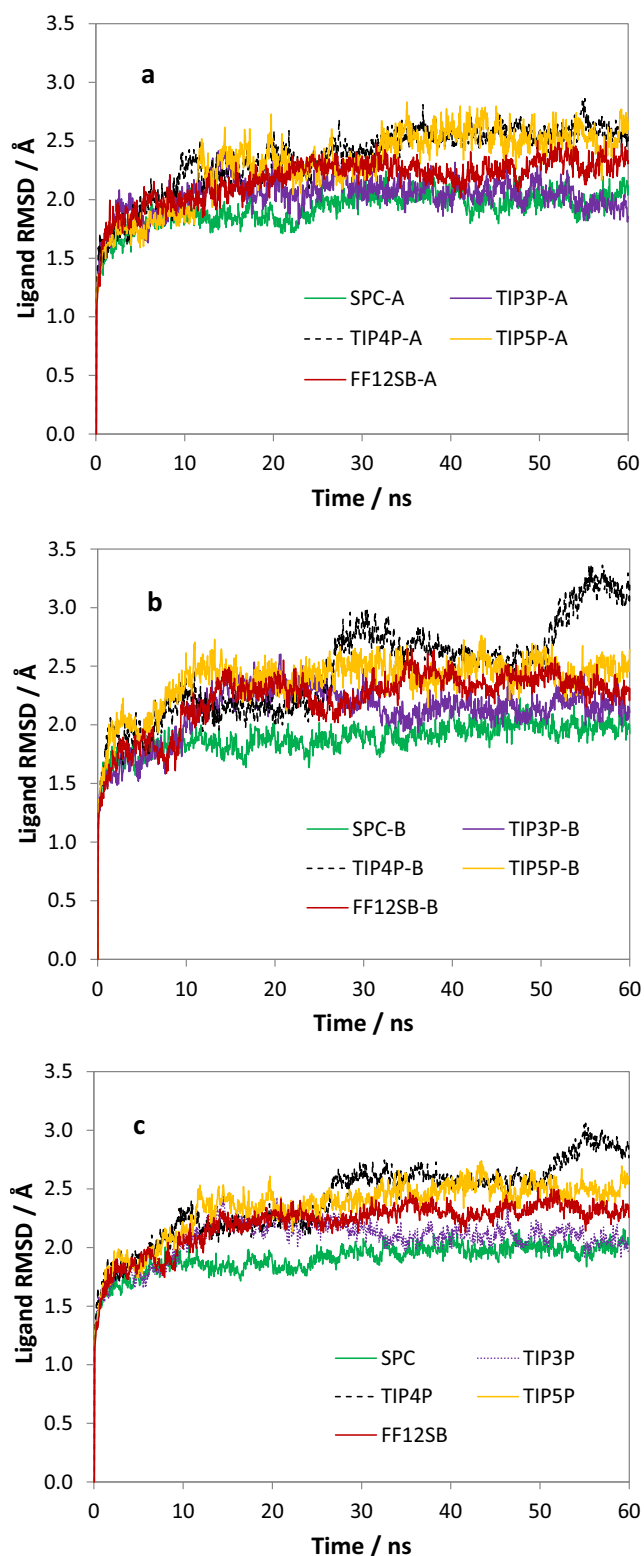 3.5
a
3.0
2.5
2.0
1.5
1.0
0.5
0.0
Ligand RMSD / Å
SPC-A TIP3P-A
TIP4P-A TIP5P-A
FF12SB-A
0 10 20 30 40 50 60
Time / ns
3.5
b
3.0
2.5
2.0
1.5
1.0
0.5
0.0
Ligand RMSD / Å
SPC-B TIP3P-B
TIP4P-B TIP5P-B
FF12SB-B
0 10 20 30 40 50 60
Time / ns
3.5
c
3.0
2.5
2.0
1.5
1.0
0.5
0.0
Ligand RMSD / Å
SPC TIP3P
TIP4P TIP5P
FF12SB
0 10 20 30 40 50 60
Time / ns